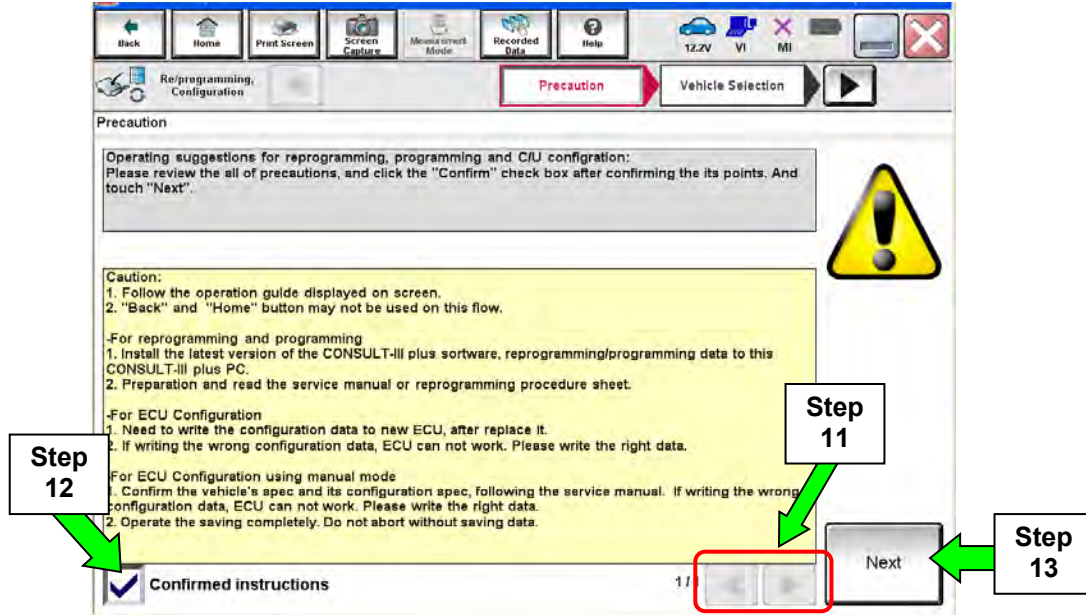 Back
Home
Print Screen
Screen Capture
Measurement Mode
Recorded Data
Help
12.2V
VI
MI
Re/programming, Configuration
Precaution
Vehicle Selection
Precaution
Operating suggestions for reprogramming, programming and C/U configration:
Please review the all of precautions, and click the "Confirm" check box after confirming the its points. And
touch "Next".
Caution:
1. Follow the operation guide displayed on screen.
2. "Back" and "Home" button may not be used on this flow.
-For reprogramming and programming
1. Install the latest version of the CONSULT-III plus sortware, reprogramming/programming data to this
CONSULT-III plus PC.
2. Preparation and read the service manual or reprogramming procedure sheet.
-For ECU Configuration
1. Need to write the configuration data to new ECU, after replace it.
2. If writing the wrong configuration data, ECU can not work. Please write the right data.
-For ECU Configuration using manual mode
1. Confirm the vehicle's spec and its configuration spec, following the service manual. If writing the wrong
configuration data, ECU can not work. Please write the right data.
2. Operate the saving completely. Do not abort without saving data.
Step 11
Step 12
Confirmed instructions
1/
Next
Step 13